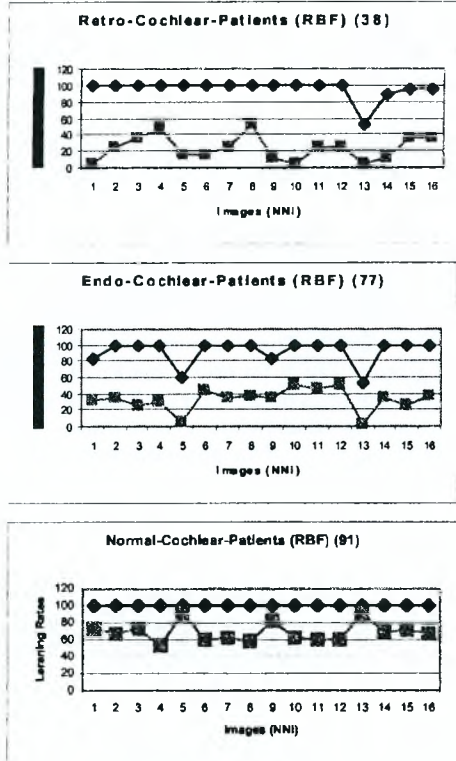 Retro-Cochlear-Patients (RBF) (38)
120
100
80
60
40
20
0
1 2 3 4 5 6 7 8 9 10 11 12 13 14 15 16
Images (NNI)
Endo-Cochlear-Patients (RBF) (77)
120
100
80
60
40
20
0
1 2 3 4 5 6 7 8 9 10 11 12 13 14 15 16
Images (NNI)
Normal-Cochlear-Patients (RBF) (91)
Leraning Rates
120
100
80
60
40
20
0
1 2 3 4 5 6 7 8 9 10 11 12 13 14 15 16
Images (NNI)